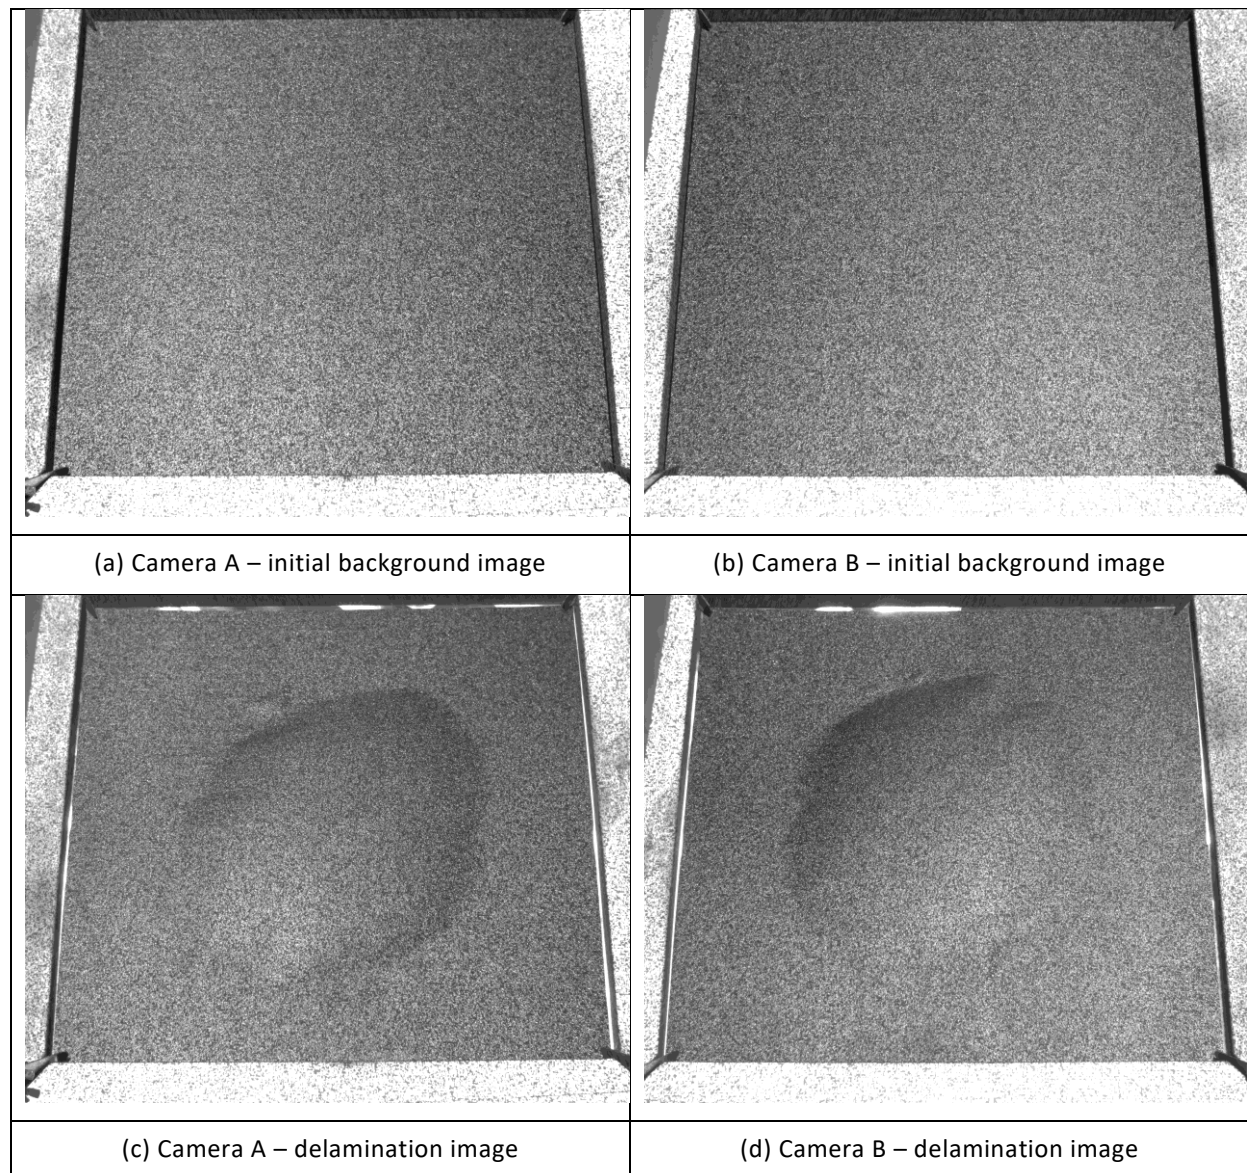 (a) Camera A – initial background image
(b) Camera B – initial background image
(c) Camera A – delamination image
(d) Camera B – delamination image